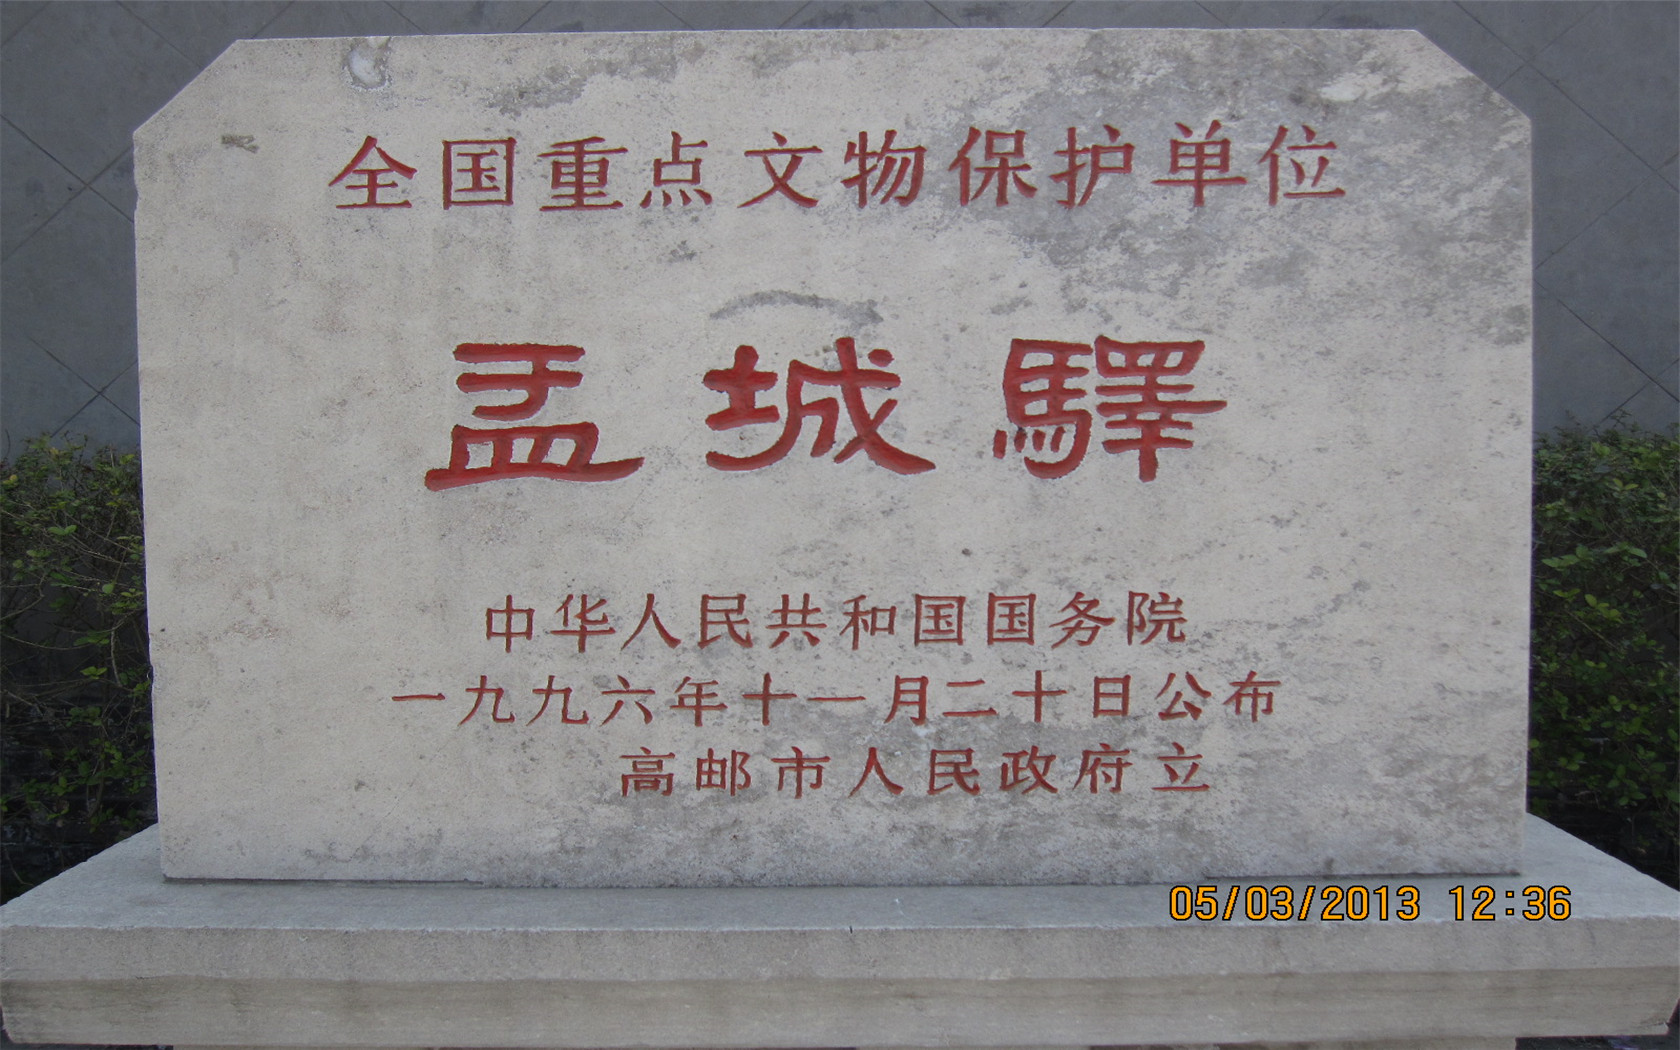 全国重点文物保护单位
盂城驛
中华人民共和国国务院
一九九六年十一月二十日公布
高邮市人民政府立
05/03/2013 12:36